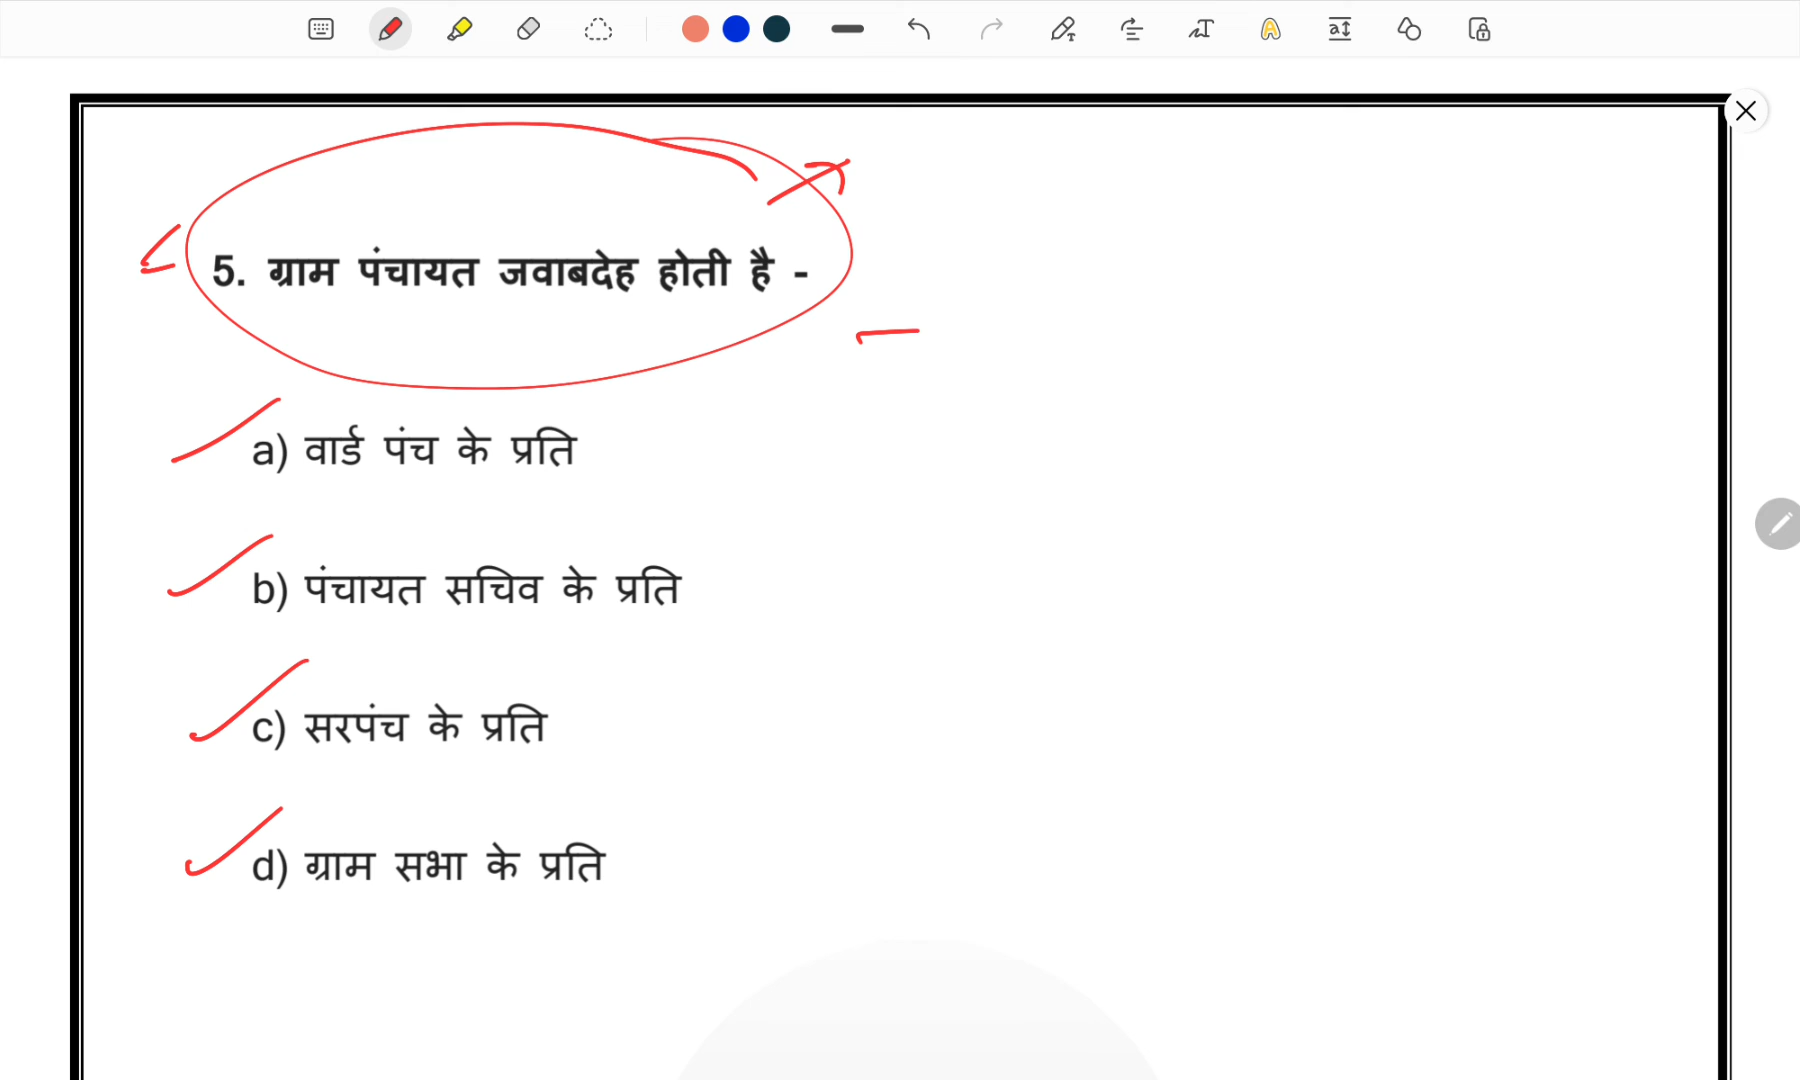 5. ग्राम पंचायत जवाबदेह होती है -
a) वार्ड पंच के प्रति
b) पंचायत सचिव के प्रति
c) सरपंच के प्रति
d) ग्राम सभा के प्रति